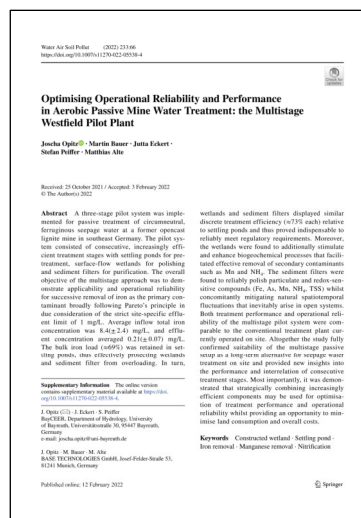 Water Air Soil Pollut (2022) 233:66
https://doi.org/10.1007/s11270-022-05538-4
Check for
updates
Optimising Operational Reliability and Performance
in Aerobic Passive Mine Water Treatment: the Multistage
Westfield Pilot Plant
Joscha Opitz · Martin Bauer · Jutta Eckert ·
Stefan Peiffer · Matthias Alte
Received: 25 October 2021 / Accepted: 3 February 2022
© The Author(s) 2022
Abstract A three-stage pilot system was imple-
mented for passive treatment of circumneutral,
ferruginous seepage water at a former opencast
lignite mine in southeast Germany. The pilot sys-
tem consisted of consecutive, increasingly effi-
cient treatment stages with settling ponds for pre-
treatment, surface-flow wetlands for polishing
and sediment filters for purification. The overall
objective of the multistage approach was to dem-
onstrate applicability and operational reliability
for successive removal of iron as the primary con-
taminant broadly following Pareto's principle in
due consideration of the strict site-specific efflu-
ent limit of 1 mg/L. Average inflow total iron
concentration was 8.4(± 2.4) mg/L, and efflu-
ent concentration averaged 0.21(± 0.07) mg/L.
The bulk iron load (≈69%) was retained in set-
tling ponds, thus effectively protecting wetlands
and sediment filter from overloading. In turn,
Supplementary Information The online version
contains supplementary material available at https://doi.
org/10.1007/s11270-022-05538-4.
J. Opitz · J. Eckert · S. Peiffer
BayCEER, Department of Hydrology, University
of Bayreuth, Universitätsstraße 30, 95447 Bayreuth,
Germany
e-mail: joscha.opitz@uni-bayreuth.de
J. Opitz · M. Bauer · M. Alte
BASE TECHNOLOGIES GmbH, Josef-Felder-Straße 53,
81241 Munich, Germany
wetlands and sediment filters displayed similar
discrete treatment efficiency (≈73% each) relative
to settling ponds and thus proved indispensable to
reliably meet regulatory requirements. Moreover,
the wetlands were found to additionally stimulate
and enhance biogeochemical processes that facili-
tated effective removal of secondary contaminants
such as Mn and NH₄. The sediment filters were
found to reliably polish particulate and redox-sen-
sitive compounds (Fe, As, Mn, NH₄, TSS) whilst
concomitantly mitigating natural spatiotemporal
fluctuations that inevitably arise in open systems.
Both treatment performance and operational reli-
ability of the multistage pilot system were com-
parable to the conventional treatment plant cur-
rently operated on site. Altogether the study fully
confirmed suitability of the multistage passive
setup as a long-term alternative for seepage water
treatment on site and provided new insights into
the performance and interrelation of consecutive
treatment stages. Most importantly, it was demon-
strated that strategically combining increasingly
efficient components may be used for optimisa-
tion of treatment performance and operational
reliability whilst providing an opportunity to min-
imise land consumption and overall costs.
Keywords Constructed wetland · Settling pond ·
Iron removal · Manganese removal · Nitrification
Published online: 12 February 2022
Springer